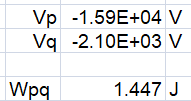 Vp -1.59E+04 V
Vq -2.10E+03 V
Wpq 1.447 J